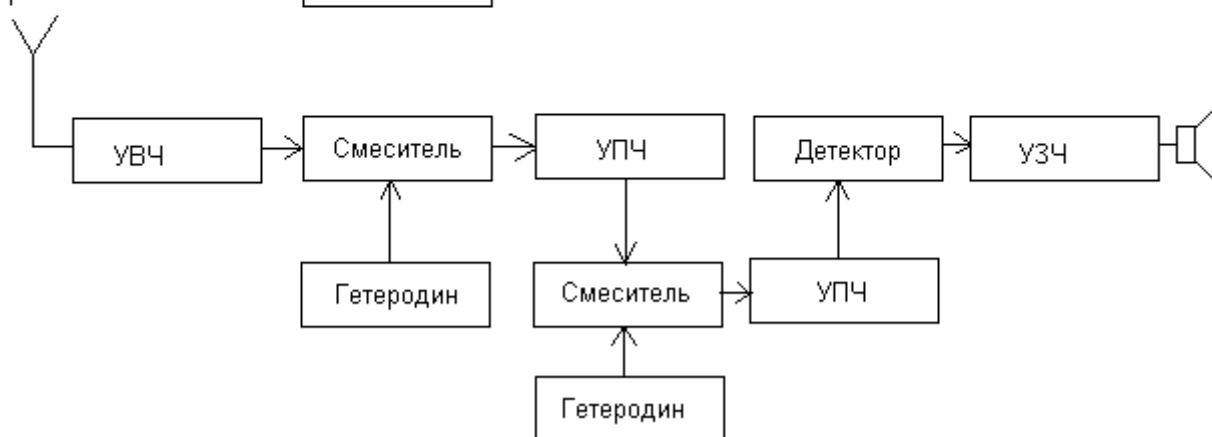 УВЧ
Смеситель
УПЧ
Детектор
УЗЧ
Гетеродин
Смеситель
УПЧ
Гетеродин